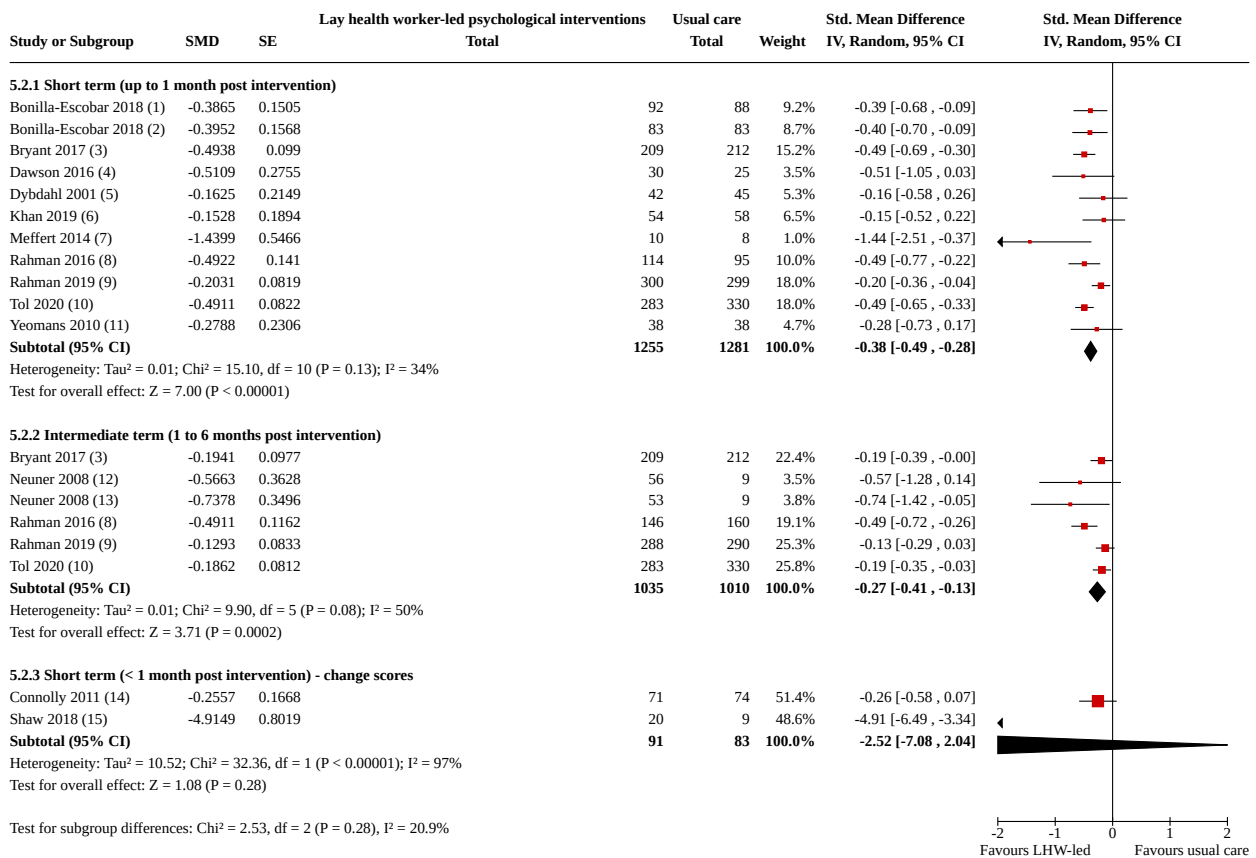 Lay health worker-led psychological interventions Usual care Std. Mean Difference Std. Mean Difference
Study or Subgroup SMD SE Total Total Weight IV, Random, 95% CI IV, Random, 95% CI
5.2.1 Short term (up to 1 month post intervention)
Bonilla-Escobar 2018 (1) -0.3865 0.1505 92 88 9.2% -0.39 [-0.68 , -0.09]
Bonilla-Escobar 2018 (2) -0.3952 0.1568 83 83 8.7% -0.40 [-0.70 , -0.09]
Bryant 2017 (3) -0.4938 0.099 209 212 15.2% -0.49 [-0.69 , -0.30]
Dawson 2016 (4) -0.5109 0.2755 30 25 3.5% -0.51 [-1.05 , 0.03]
Dybdahl 2001 (5) -0.1625 0.2149 42 45 5.3% -0.16 [-0.58 , 0.26]
Khan 2019 (6) -0.1528 0.1894 54 58 6.5% -0.15 [-0.52 , 0.22]
Meffert 2014 (7) -1.4399 0.5466 10 8 1.0% -1.44 [-2.51 , -0.37]
Rahman 2016 (8) -0.4922 0.141 114 95 10.0% -0.49 [-0.77 , -0.22]
Rahman 2019 (9) -0.2031 0.0819 300 299 18.0% -0.20 [-0.36 , -0.04]
Tol 2020 (10) -0.4911 0.0822 283 330 18.0% -0.49 [-0.65 , -0.33]
Yeomans 2010 (11) -0.2788 0.2306 38 38 4.7% -0.28 [-0.73 , 0.17]
Subtotal (95% CI) 1255 1281 100.0% -0.38 [-0.49 , -0.28]
Heterogeneity: Tau² = 0.01; Chi² = 15.10, df = 10 (P = 0.13); I² = 34%
Test for overall effect: Z = 7.00 (P < 0.00001)
5.2.2 Intermediate term (1 to 6 months post intervention)
Bryant 2017 (3) -0.1941 0.0977 209 212 22.4% -0.19 [-0.39 , -0.00]
Neuner 2008 (12) -0.5663 0.3628 56 9 3.5% -0.57 [-1.28 , 0.14]
Neuner 2008 (13) -0.7378 0.3496 53 9 3.8% -0.74 [-1.42 , -0.05]
Rahman 2016 (8) -0.4911 0.1162 146 160 19.1% -0.49 [-0.72 , -0.26]
Rahman 2019 (9) -0.1293 0.0833 288 290 25.3% -0.13 [-0.29 , 0.03]
Tol 2020 (10) -0.1862 0.0812 283 330 25.8% -0.19 [-0.35 , -0.03]
Subtotal (95% CI) 1035 1010 100.0% -0.27 [-0.41 , -0.13]
Heterogeneity: Tau² = 0.01; Chi² = 9.90, df = 5 (P = 0.08); I² = 50%
Test for overall effect: Z = 3.71 (P = 0.0002)
5.2.3 Short term (< 1 month post intervention) - change scores
Connolly 2011 (14) -0.2557 0.1668 71 74 51.4% -0.26 [-0.58 , 0.07]
Shaw 2018 (15) -4.9149 0.8019 20 9 48.6% -4.91 [-6.49 , -3.34]
Subtotal (95% CI) 91 83 100.0% -2.52 [-7.08 , 2.04]
Heterogeneity: Tau² = 10.52; Chi² = 32.36, df = 1 (P < 0.00001); I² = 97%
Test for overall effect: Z = 1.08 (P = 0.28)
Test for subgroup differences: Chi² = 2.53, df = 2 (P = 0.28), I² = 20.9%
-2 -1 0 1 2
Favours LHW-led Favours usual care